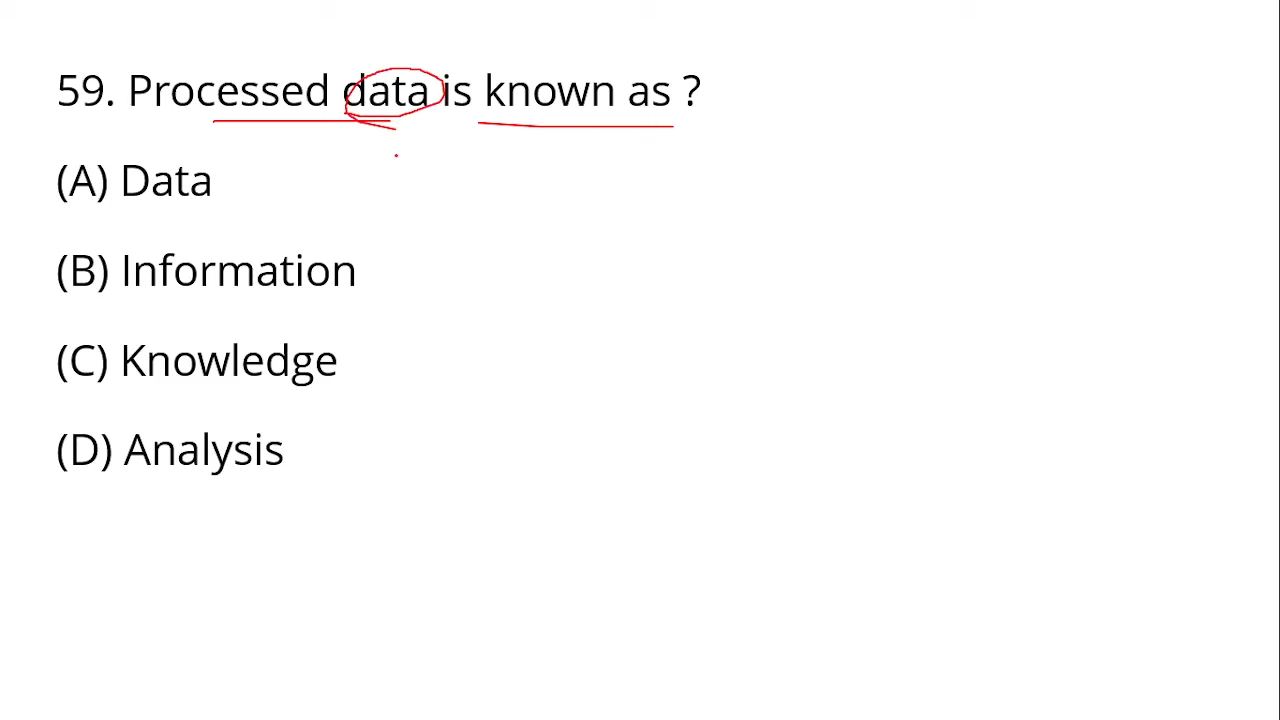 59. Processed data is known as ?
(A) Data
(B) Information
(C) Knowledge
(D) Analysis